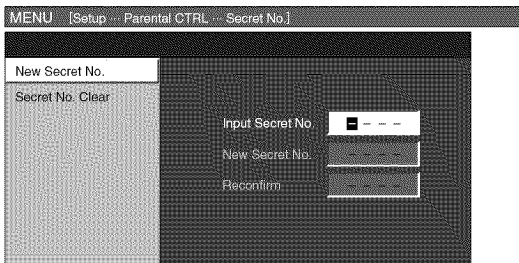 MENU [Setup ··· Parental CTRL ··· Secret No.]
New Secret No.
Secret No. Clear
Input Secret No. – – – –
New Secret No. – – – –
Reconfirm – – – –